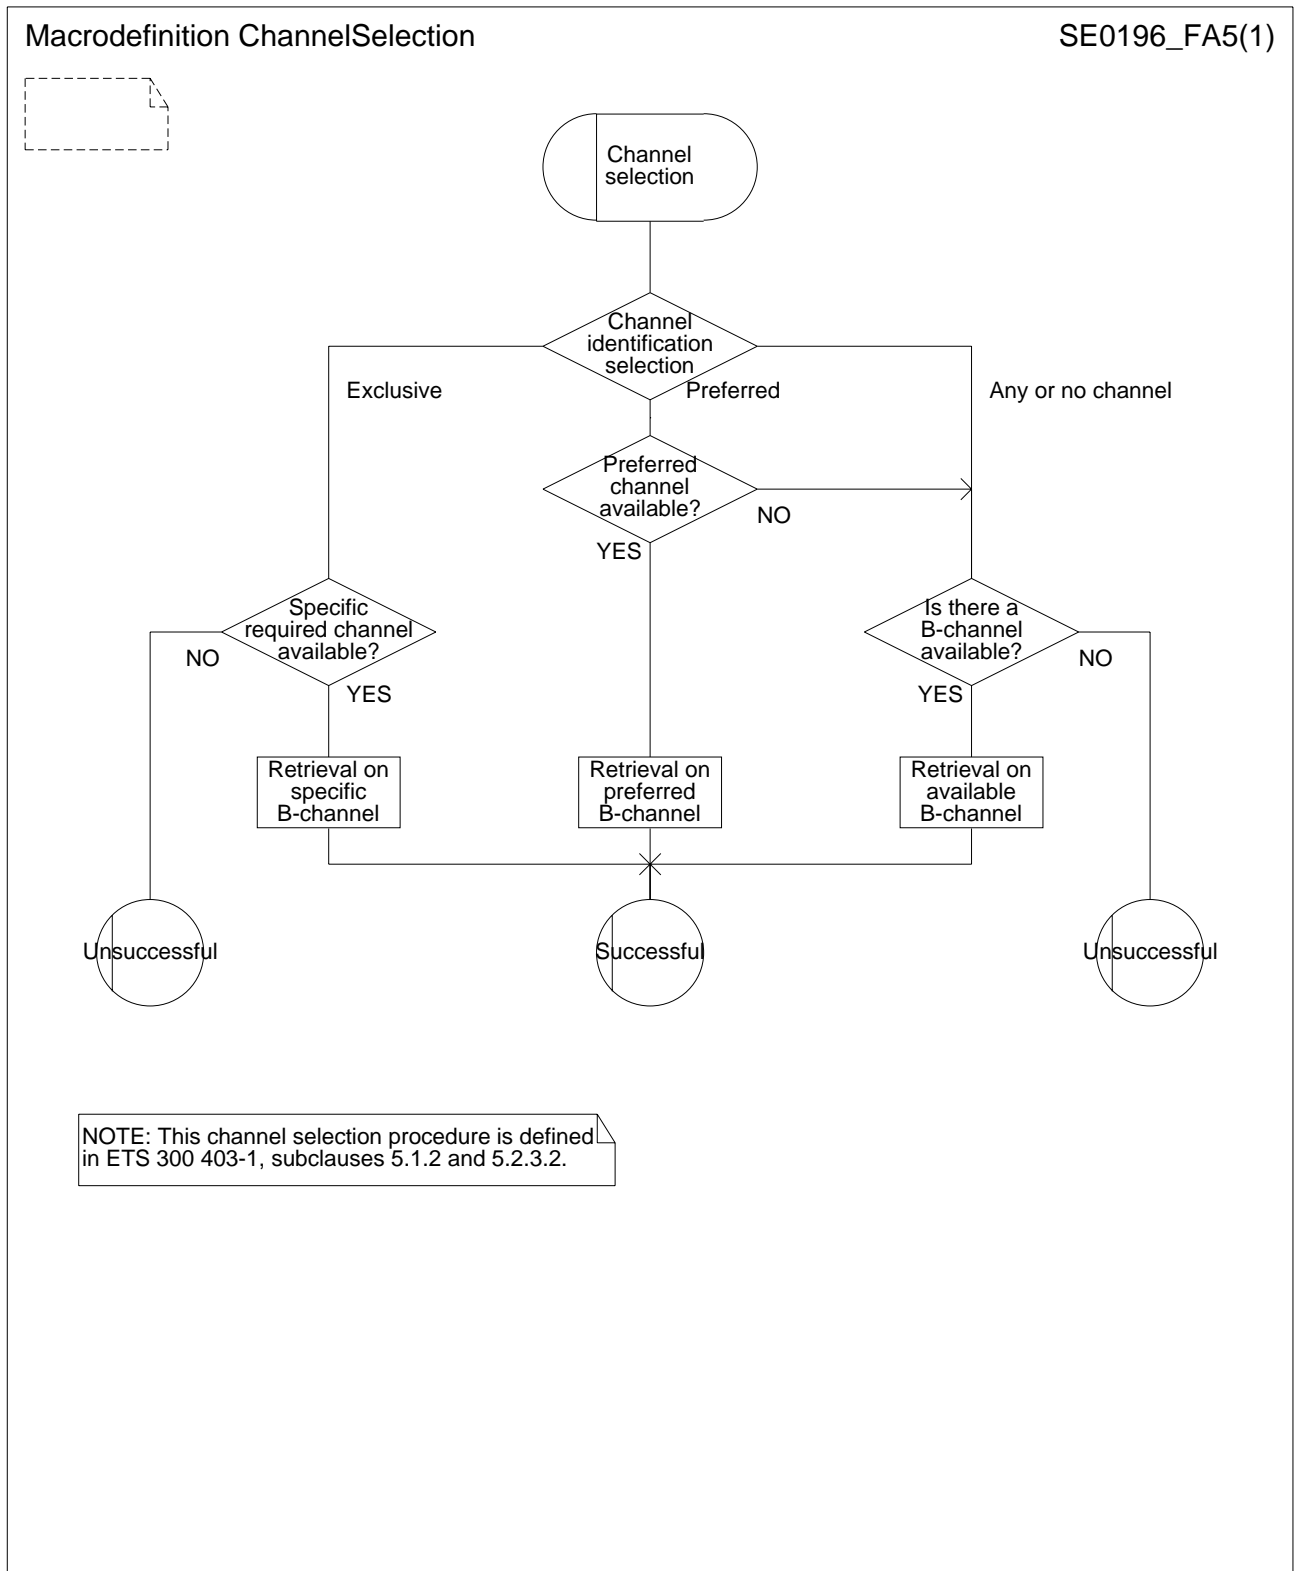 Macrodefinition ChannelSelection
SE0196_FA5(1)
Channel
selection
Channel
identification
selection
Exclusive
Preferred
Any or no channel
Preferred
channel
available?
NO
YES
Specific
required channel
available?
NO
YES
Is there a
B-channel
available?
NO
YES
Retrieval on
specific
B-channel
Retrieval on
preferred
B-channel
Retrieval on
available
B-channel
Unsuccessful
Successful
Unsuccessful
NOTE: This channel selection procedure is defined
in ETS 300 403-1, subclauses 5.1.2 and 5.2.3.2.